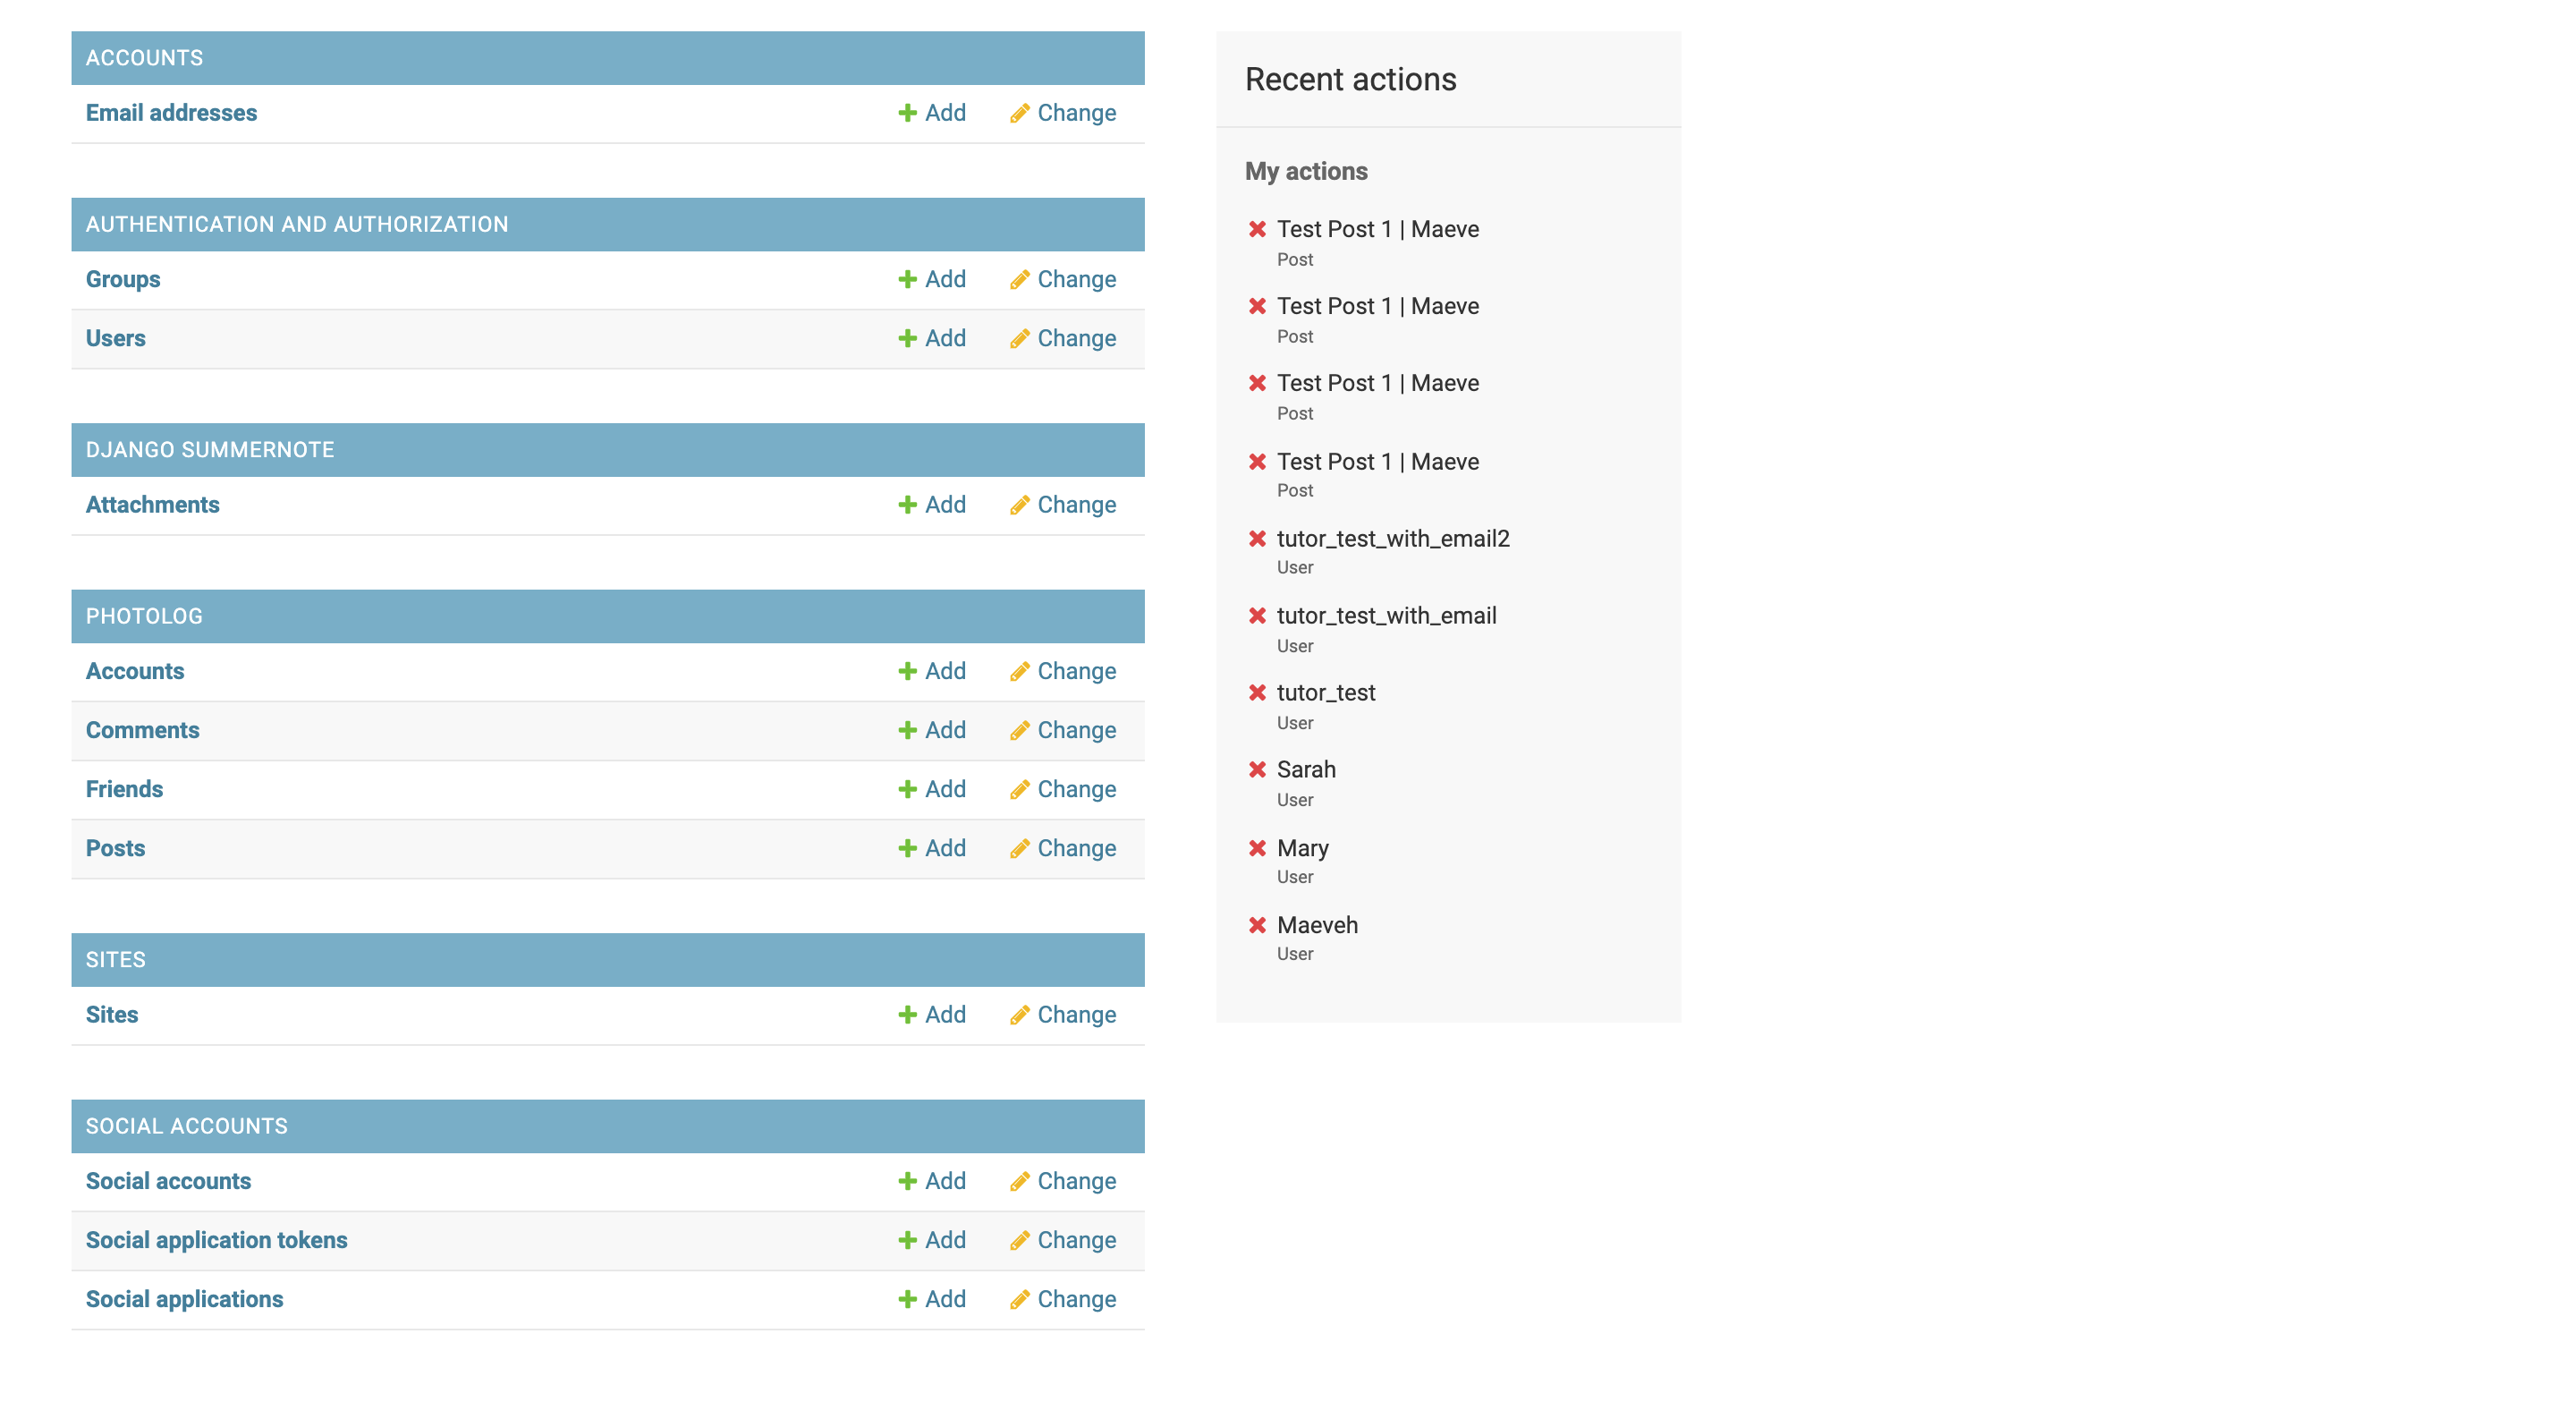 ACCOUNTS
Email addresses Add Change
AUTHENTICATION AND AUTHORIZATION
Groups Add Change
Users Add Change
DJANGO SUMMERNOTE
Attachments Add Change
PHOTOLOG
Accounts Add Change
Comments Add Change
Friends Add Change
Posts Add Change
SITES
Sites Add Change
SOCIAL ACCOUNTS
Social accounts Add Change
Social application tokens Add Change
Social applications Add Change
Recent actions
My actions
Test Post 1 | Maeve
Post
Test Post 1 | Maeve
Post
Test Post 1 | Maeve
Post
Test Post 1 | Maeve
Post
tutor_test_with_email2
User
tutor_test_with_email
User
tutor_test
User
Sarah
User
Mary
User
Maeveh
User